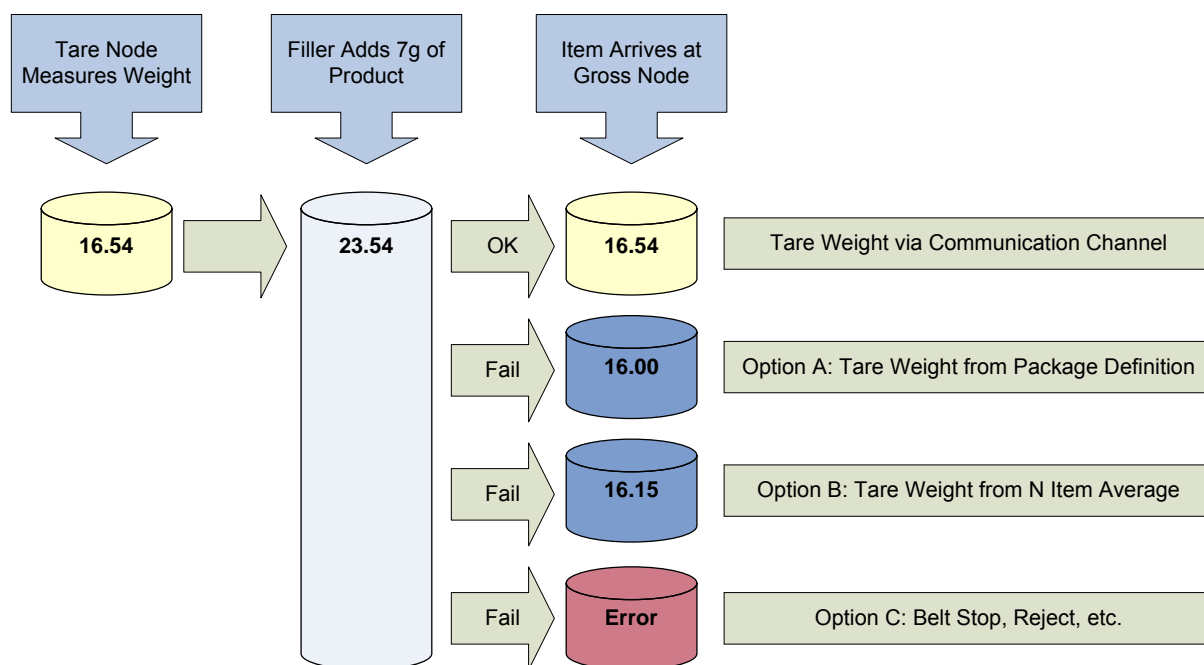 Tare Node
Measures Weight
Filler Adds 7g of
Product
Item Arrives at
Gross Node
16.54
23.54
OK
16.54
Tare Weight via Communication Channel
Fail
16.00
Option A: Tare Weight from Package Definition
Fail
16.15
Option B: Tare Weight from N Item Average
Fail
Error
Option C: Belt Stop, Reject, etc.